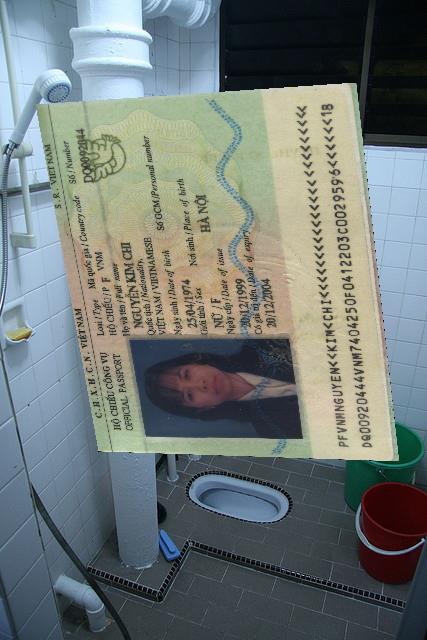 C.H.X.H.C.N. VIỆT NAM
S.R. VIET NAM
HỘ CHIẾU CÔNG VỤ
OFFICIAL PASSPORT
Loại / Type Mã quốc gia / Country code Số / Number
HỘ CHIẾU / P F VNM DQ0092044
Họ và tên / Full name
NGUYỄN KIM CHI
Quốc tịch / Nationality
VIỆT NAM / VIETNAMESE
Ngày sinh / Date of birth Số GCM / Personal number
25/04/1974
Giới tính / Sex Nơi sinh / Place of birth
NỮ / F HÀ NỘI
Ngày cấp / Date of issue
20/12/1999
Có giá trị đến / Date of expiry
20/12/2004
PFVNMNGUYEN<<KIM<CHI<<<<<<<<<<<<<<<<<<<<<<<<
DQ00920444VNM7404250F0412203C0029596<<<<<<18